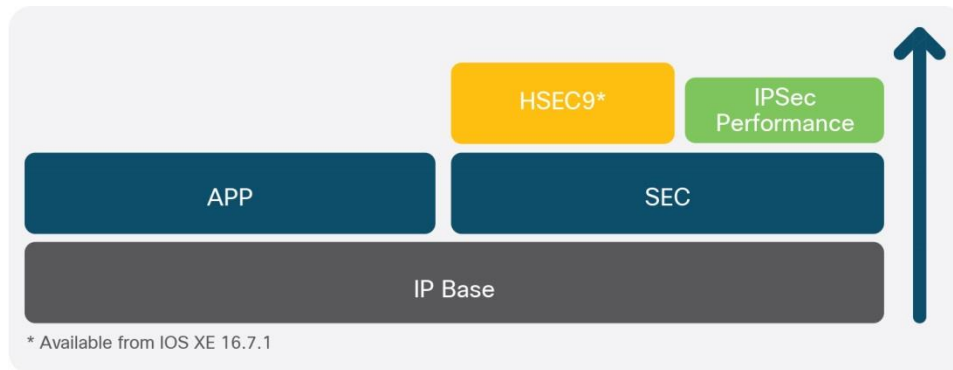 HSEC9*
IPSec
Performance
APP
SEC
IP Base
* Available from IOS XE 16.7.1